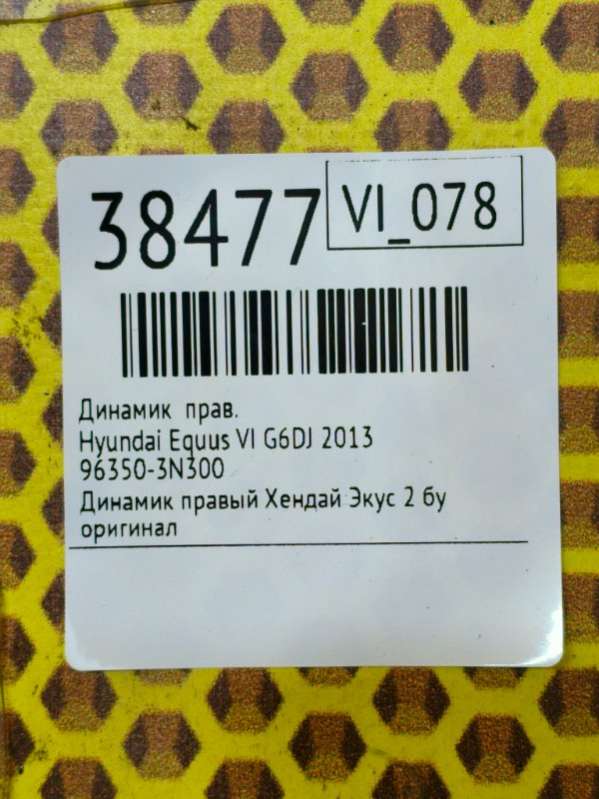 38477
VI_078
Динамик прав.
Hyundai Equus VI G6DJ 2013
96350-3N300
Динамик правый Хендай Экус 2 бу
оригинал